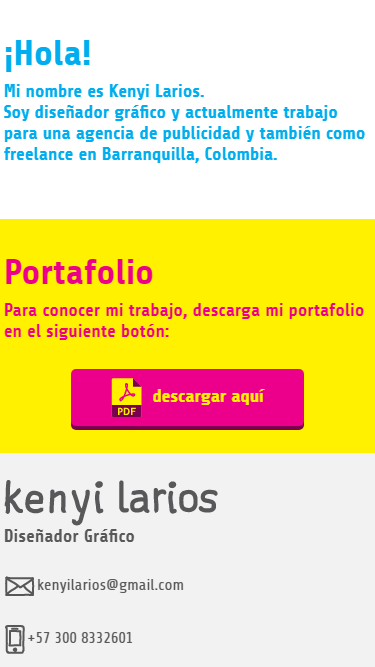 ¡Hola!
Mi nombre es Kenyi Larios.
Soy diseñador gráfico y actualmente trabajo
para una agencia de publicidad y también como
freelance en Barranquilla, Colombia.
Portafolio
Para conocer mi trabajo, descarga mi portafolio
en el siguiente botón:
PDF
descargar aquí
kenyi larios
Diseñador Gráfico
kenyilarios@gmail.com
+57 300 8332601